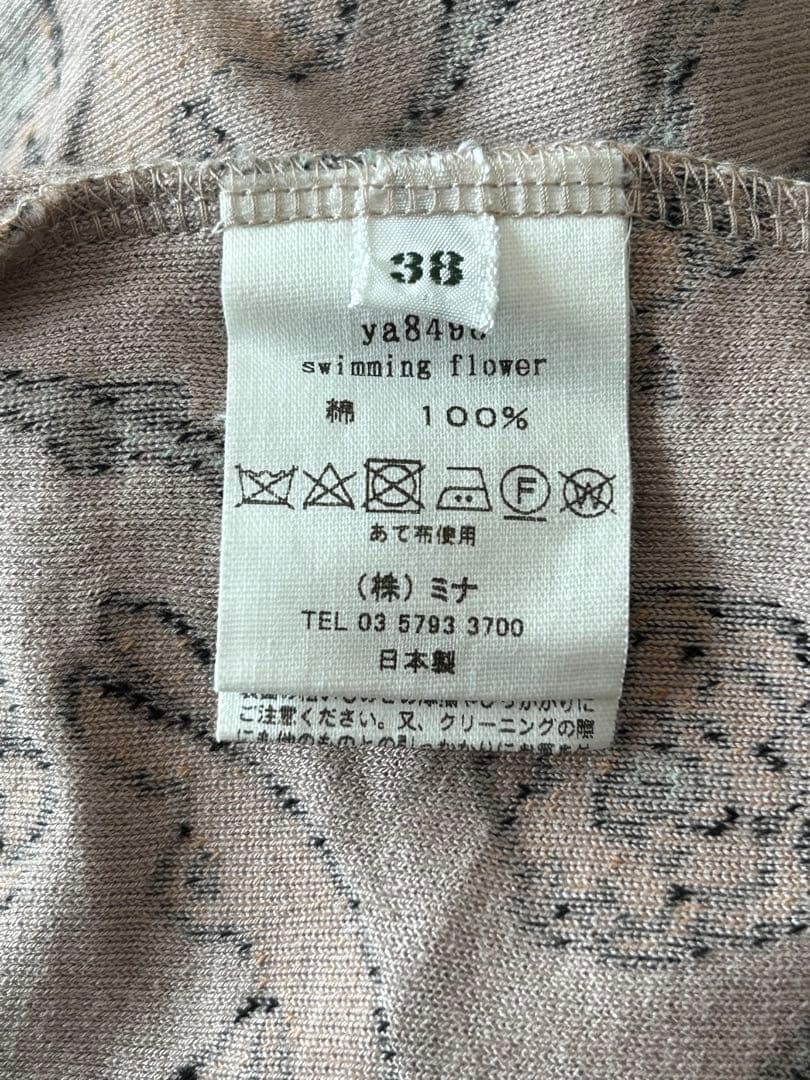 38
swimming flower
綿 100%
F W
あて布使用
(株)ミナ
TEL 03 5793 3700
日本製
ご注意ください。又、クリーニングの際